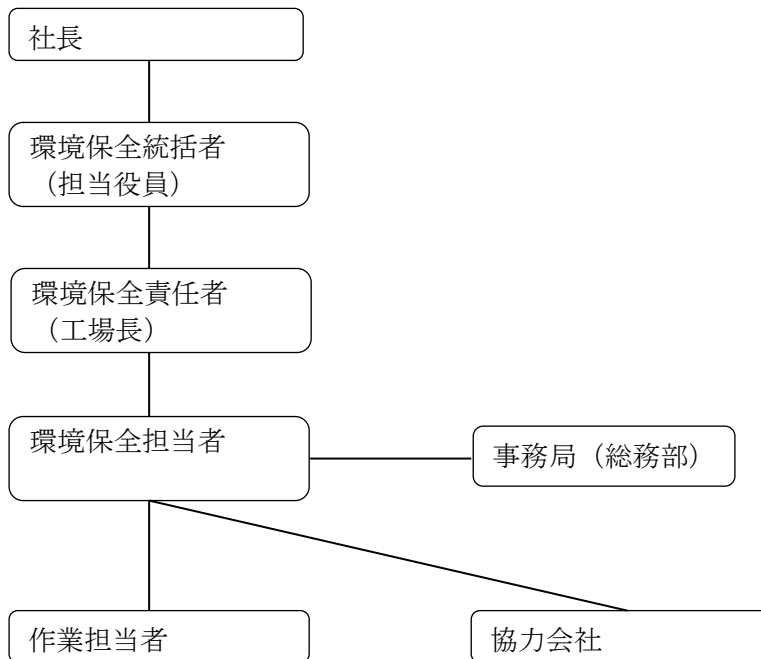 社長
環境保全統括者
（担当役員）
環境保全責任者
（工場長）
環境保全担当者
事務局（総務部）
作業担当者
協力会社